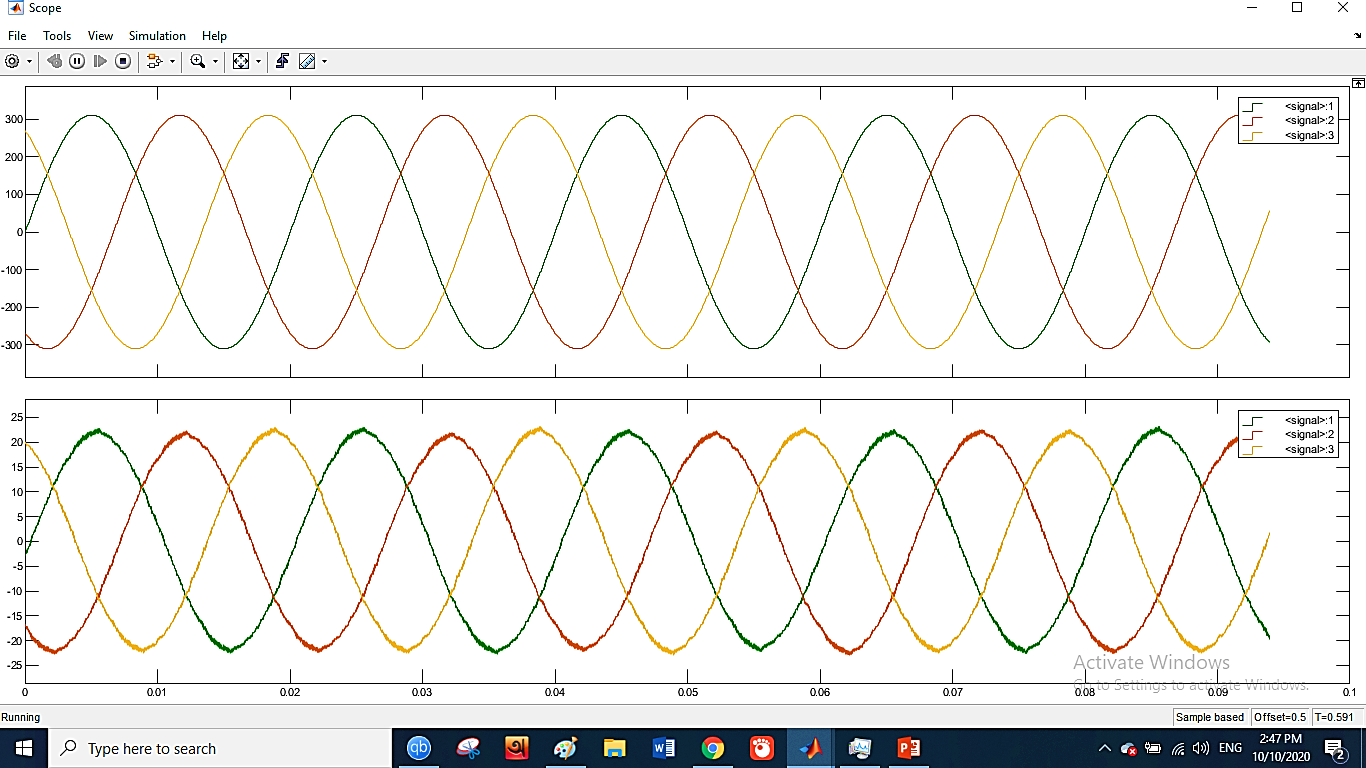 Scope
File Tools View Simulation Help
<signal>:1
<signal>:2
<signal>:3
300
200
100
0
-100
-200
-300
<signal>:1
<signal>:2
<signal>:3
25
20
15
10
5
0
-5
-10
-15
-20
-25
0 0.01 0.02 0.03 0.04 0.05 0.06 0.07 0.08 0.09 0.1
Activate Windows
Go to Settings to activate Windows.
Running
Sample based Offset=0.5 T=0.591
Type here to search
qb
ENG
2:47 PM
10/10/2020
2